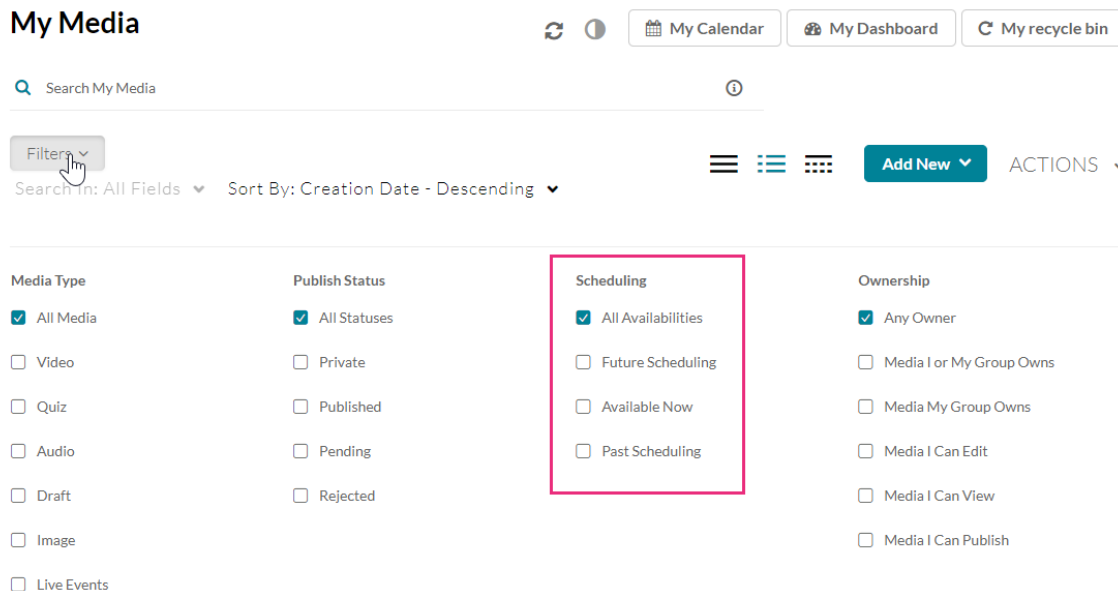 My Media
My Calendar
My Dashboard
My recycle bin
Search My Media
Filters
Search In: All Fields
Sort By: Creation Date - Descending
Add New
ACTIONS
Media Type
All Media
Video
Quiz
Audio
Draft
Image
Live Events
Publish Status
All Statuses
Private
Published
Pending
Rejected
Scheduling
All Availabilities
Future Scheduling
Available Now
Past Scheduling
Ownership
Any Owner
Media I or My Group Owns
Media My Group Owns
Media I Can Edit
Media I Can View
Media I Can Publish